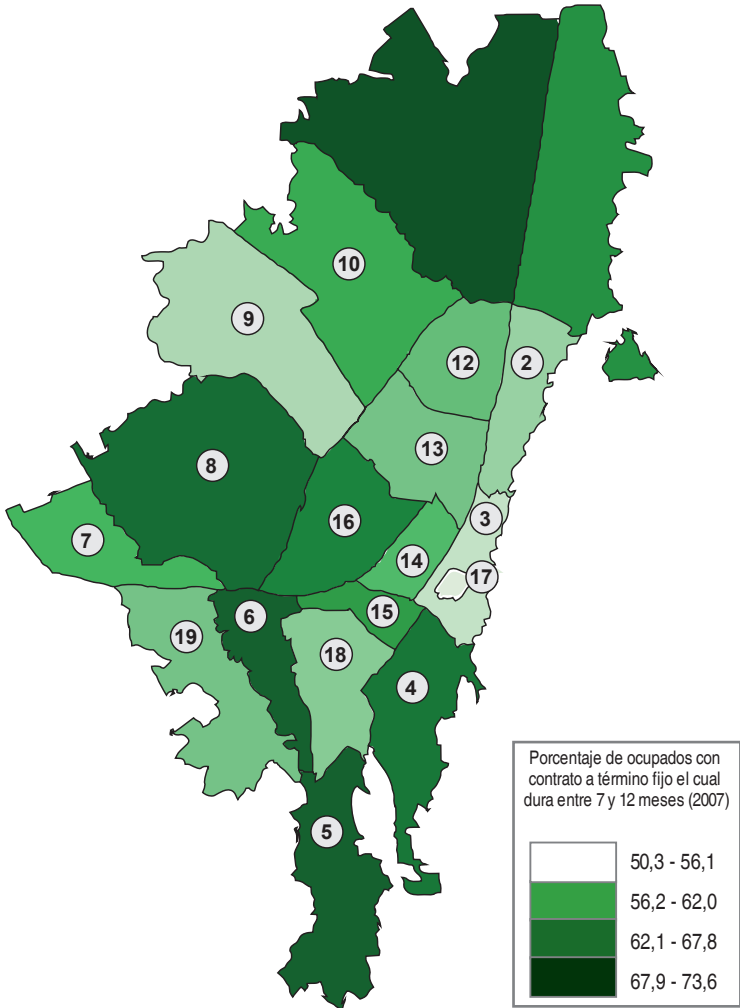 10
9
12
2
13
8
3
16
7
14
17
15
6
19
18
4
5
Porcentaje de ocupados con
contrato a término fijo el cual
dura entre 7 y 12 meses (2007)
50,3 - 56,1
56,2 - 62,0
62,1 - 67,8
67,9 - 73,6